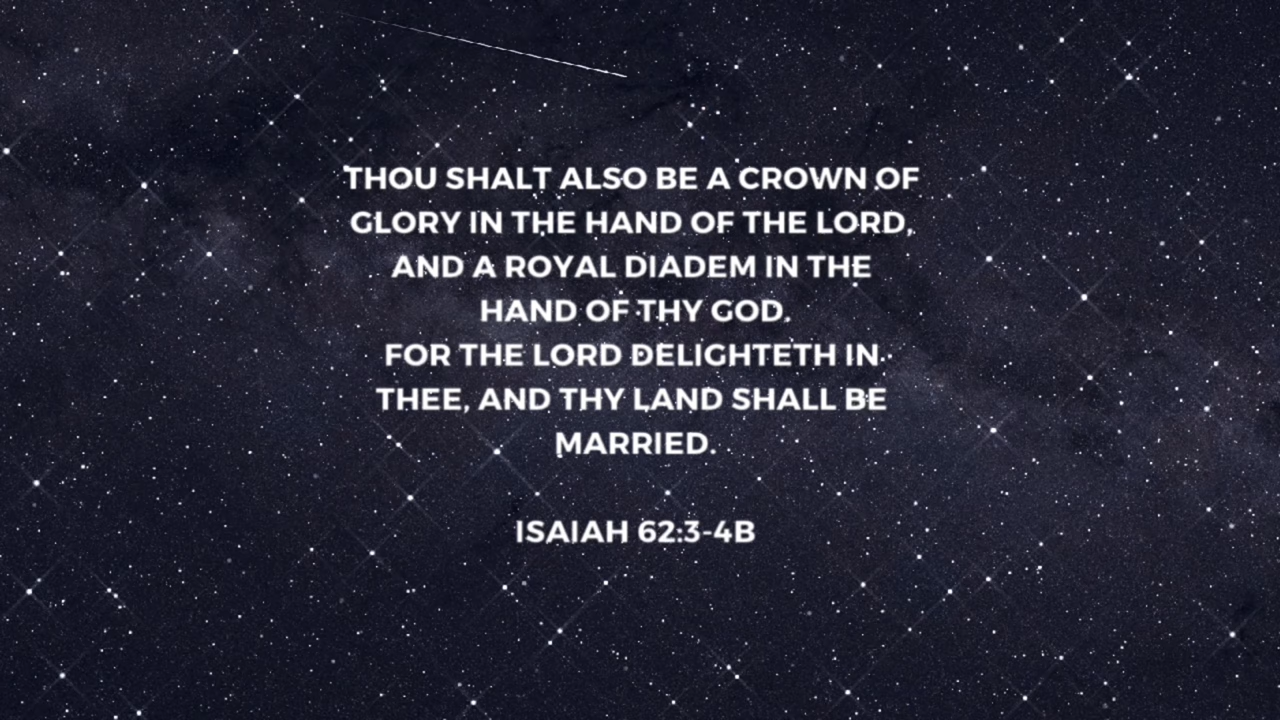 THOU SHALT ALSO BE A CROWN OF
GLORY IN THE HAND OF THE LORD,
AND A ROYAL DIADEM IN THE
HAND OF THY GOD.
FOR THE LORD DELIGHTETH IN
THEE, AND THY LAND SHALL BE
MARRIED.
ISAIAH 62:3-4B